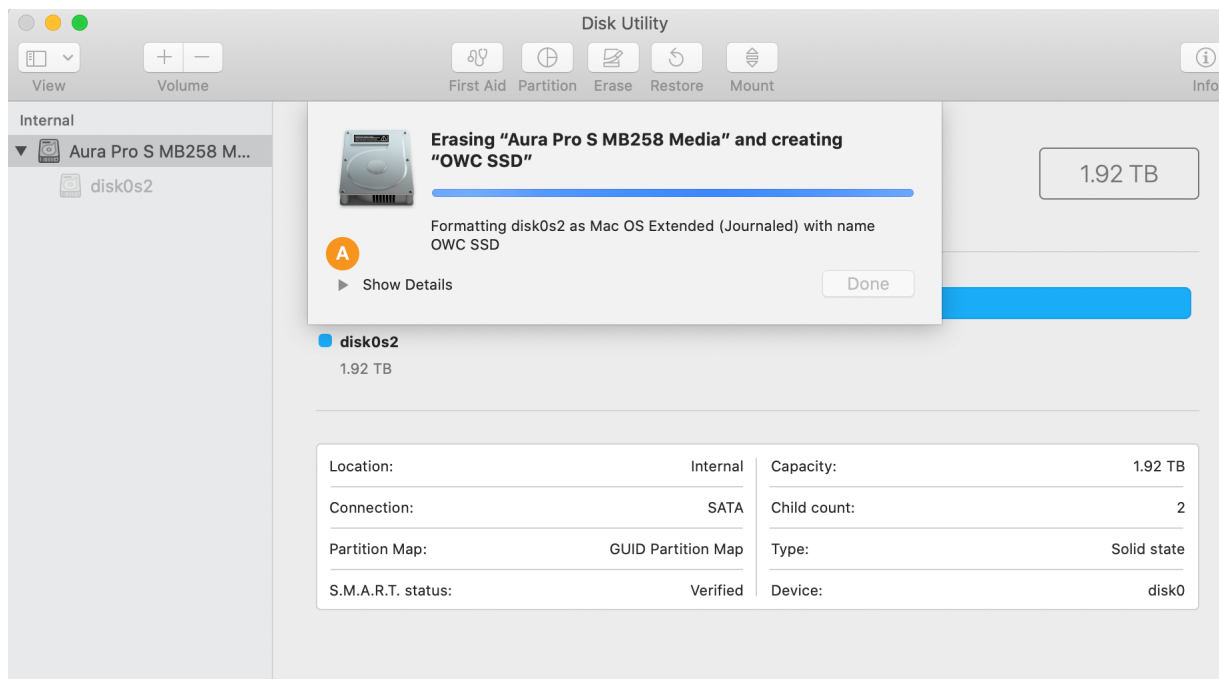 Disk Utility
View
Volume
First Aid
Partition
Erase
Restore
Mount
Info
Internal
Aura Pro S MB258 M...
disk0s2
Erasing “Aura Pro S MB258 Media” and creating
“OWC SSD”
Formatting disk0s2 as Mac OS Extended (Journaled) with name
OWC SSD
A
Show Details
Done
1.92 TB
disk0s2
1.92 TB
Location: Internal
Capacity: 1.92 TB
Connection: SATA
Child count: 2
Partition Map: GUID Partition Map
Type: Solid state
S.M.A.R.T. status: Verified
Device: disk0